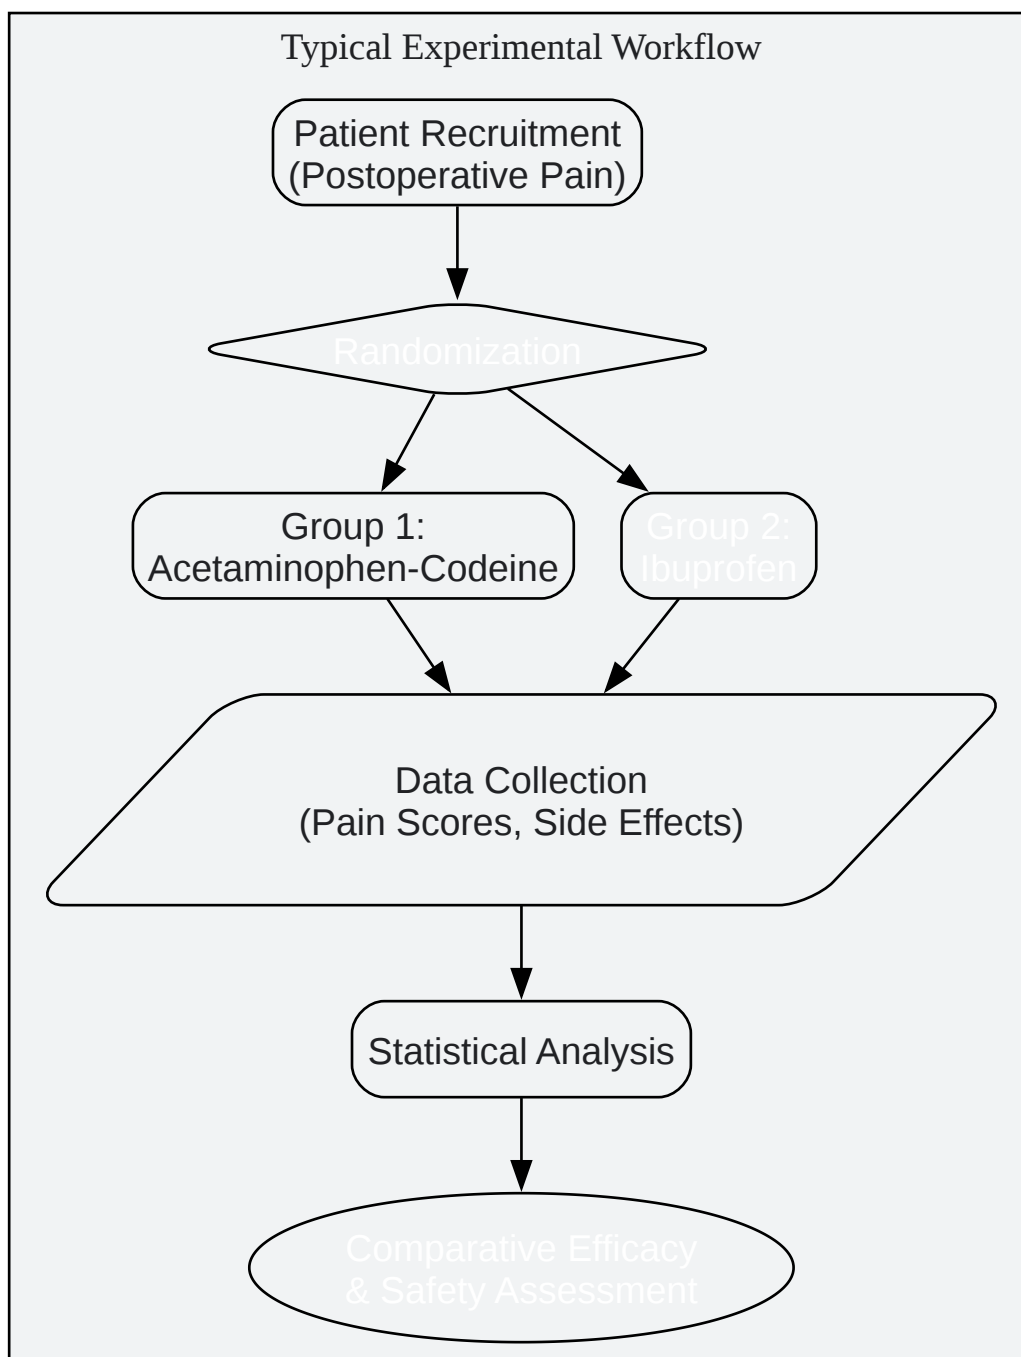 Typical Experimental Workflow
Patient Recruitment
(Postoperative Pain)
Randomization
Group 1:
Acetaminophen-Codeine
Group 2:
Ibuprofen
Data Collection
(Pain Scores, Side Effects)
Statistical Analysis
Comparative Efficacy
& Safety Assessment